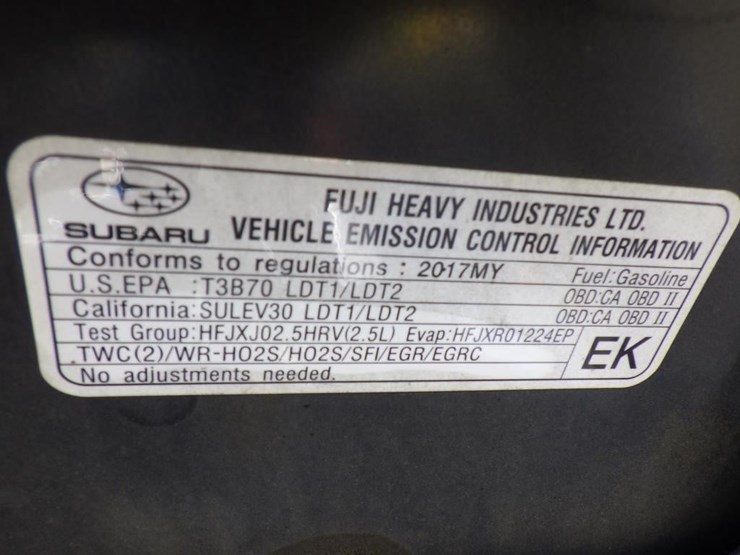 FUJI HEAVY INDUSTRIES LTD.
SUBARU VEHICLE EMISSION CONTROL INFORMATION
Conforms to regulations : 2017MY Fuel:Gasoline
U.S.EPA :T3B70 LDT1/LDT2 OBD:CA OBD II
California:SULEV30 LDT1/LDT2 OBD:CA OBD II
Test Group:HFJXJ02.5HRV(2.5L) Evap:HFJXR01224EP
TWC(2)/WR-HO2S/HO2S/SFI/EGR/EGRC EK
No adjustments needed.